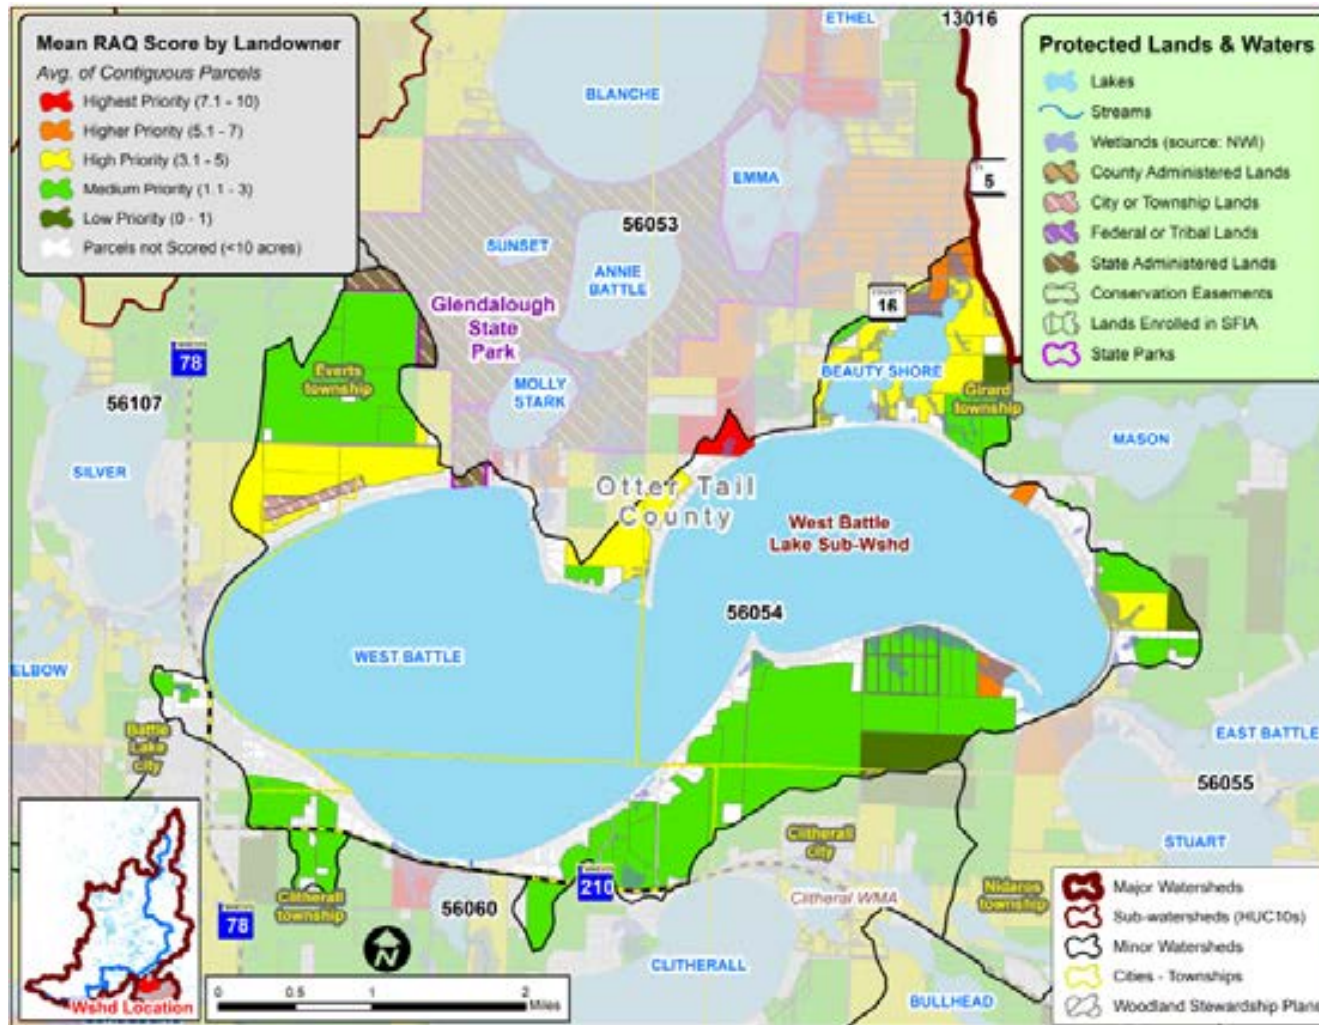 Mean RAQ Score by Landowner
Avg. of Contiguous Parcels
Highest Priority (7.1 - 10)
Higher Priority (5.1 - 7)
High Priority (3.1 - 5)
Medium Priority (1.1 - 3)
Low Priority (0 - 1)
Parcels not Scored (<10 acres)
ETHEL
13016
Protected Lands & Waters
Lakes
Streams
Wetlands (source: NWI)
County Administered Lands
City or Township Lands
Federal or Tribal Lands
State Administered Lands
Conservation Easements
Lands Enrolled in SFIA
State Parks
BLANCHE
EMMA
5
56053
SUNSET
ANNIE
BATTLE
Glendalough
State
Park
16
78
Everts
township
MOLLY
STARK
BEAUTY SHORE
Girard
township
56107
MASON
SILVER
Otter Tail
County
West Battle
Lake Sub-Wshd
56054
WEST BATTLE
ELBOW
Battle
Lake
city
EAST BATTLE
56055
STUART
Clitherall
city
210
Clitherall
township
Clitheral WMA
Nidaros
township
78
56060
N
CLITHERALL
BULLHEAD
Wshd Location
0 0.5 1 2
Miles
Major Watersheds
Sub-watersheds (HUC10s)
Minor Watersheds
Cities - Townships
Woodland Stewardship Plans